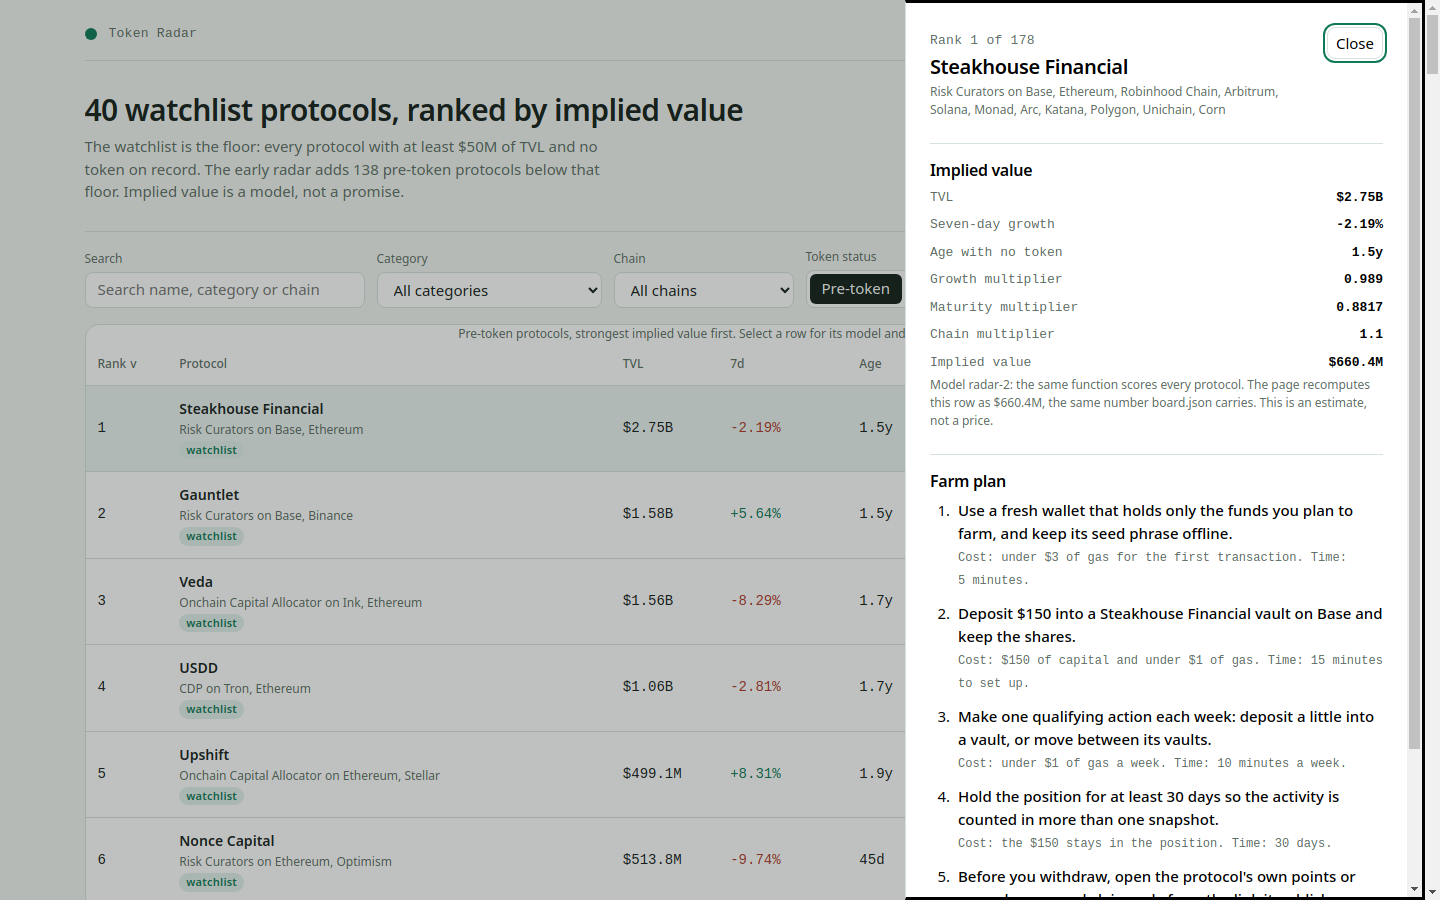 Token Radar
40 watchlist protocols, ranked by implied value
The watchlist is the floor: every protocol with at least $50M of TVL and no
token on record. The early radar adds 138 pre-token protocols below that
floor. Implied value is a model, not a promise.
Search
Category
Chain
Token status
Search name, category or chain
All categories
All chains
Pre-token
Pre-token protocols, strongest implied value first. Select a row for its model and
Rank v
Protocol
TVL
7d
Age
1
Steakhouse Financial
Risk Curators on Base, Ethereum
watchlist
$2.75B
-2.19%
1.5y
2
Gauntlet
Risk Curators on Base, Binance
watchlist
$1.58B
+5.64%
1.5y
3
Veda
Onchain Capital Allocator on Ink, Ethereum
watchlist
$1.56B
-8.29%
1.7y
4
USDD
CDP on Tron, Ethereum
watchlist
$1.06B
-2.81%
1.7y
5
Upshift
Onchain Capital Allocator on Ethereum, Stellar
watchlist
$499.1M
+8.31%
1.9y
6
Nonce Capital
Risk Curators on Ethereum, Optimism
watchlist
$513.8M
-9.74%
45d
Rank 1 of 178
Close
Steakhouse Financial
Risk Curators on Base, Ethereum, Robinhood Chain, Arbitrum,
Solana, Monad, Arc, Katana, Polygon, Unichain, Corn
Implied value
TVL $2.75B
Seven-day growth -2.19%
Age with no token 1.5y
Growth multiplier 0.989
Maturity multiplier 0.8817
Chain multiplier 1.1
Implied value $660.4M
Model radar-2: the same function scores every protocol. The page recomputes
this row as $660.4M, the same number board.json carries. This is an estimate,
not a price.
Farm plan
1. Use a fresh wallet that holds only the funds you plan to
farm, and keep its seed phrase offline.
Cost: under $3 of gas for the first transaction. Time:
5 minutes.
2. Deposit $150 into a Steakhouse Financial vault on Base and
keep the shares.
Cost: $150 of capital and under $1 of gas. Time: 15 minutes
to set up.
3. Make one qualifying action each week: deposit a little into
a vault, or move between its vaults.
Cost: under $1 of gas a week. Time: 10 minutes a week.
4. Hold the position for at least 30 days so the activity is
counted in more than one snapshot.
Cost: the $150 stays in the position. Time: 30 days.
5. Before you withdraw, open the protocol's own points or